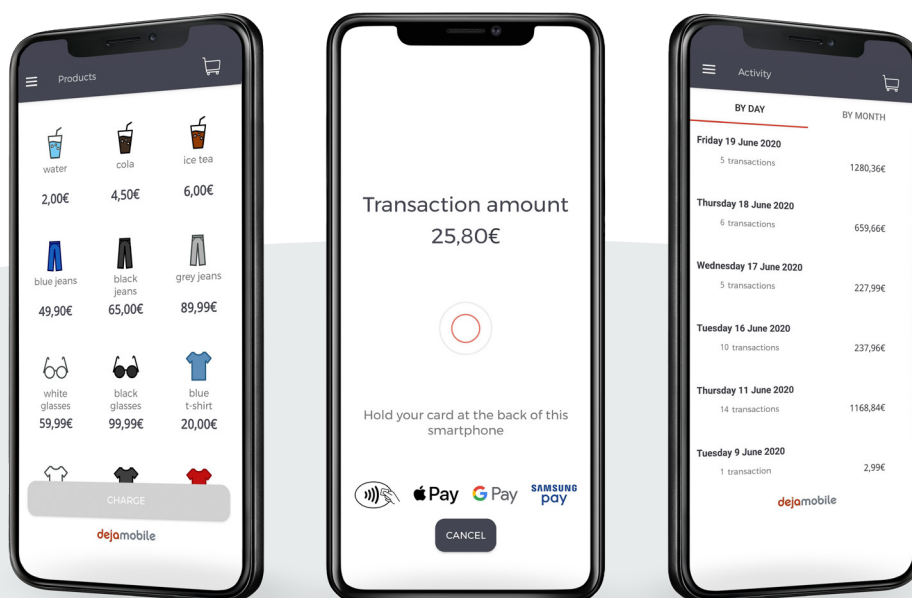 Products
water
cola
ice tea
2,00€
4,50€
6,00€
blue jeans
black
jeans
grey jeans
49,90€
65,00€
89,99€
white
glasses
black
glasses
blue
t-shirt
59,99€
99,99€
20,00€
CHARGE
dejamobile
Transaction amount
25,80€
Hold your card at the back of this
smartphone
Pay
G Pay
SAMSUNG
pay
CANCEL
Activity
BY DAY
BY MONTH
Friday 19 June 2020
5 transactions
1280,36€
Thursday 18 June 2020
6 transactions
659,66€
Wednesday 17 June 2020
5 transactions
227,99€
Tuesday 16 June 2020
10 transactions
237,96€
Thursday 11 June 2020
14 transactions
1168,84€
Tuesday 9 June 2020
1 transaction
2,99€
dejamobile